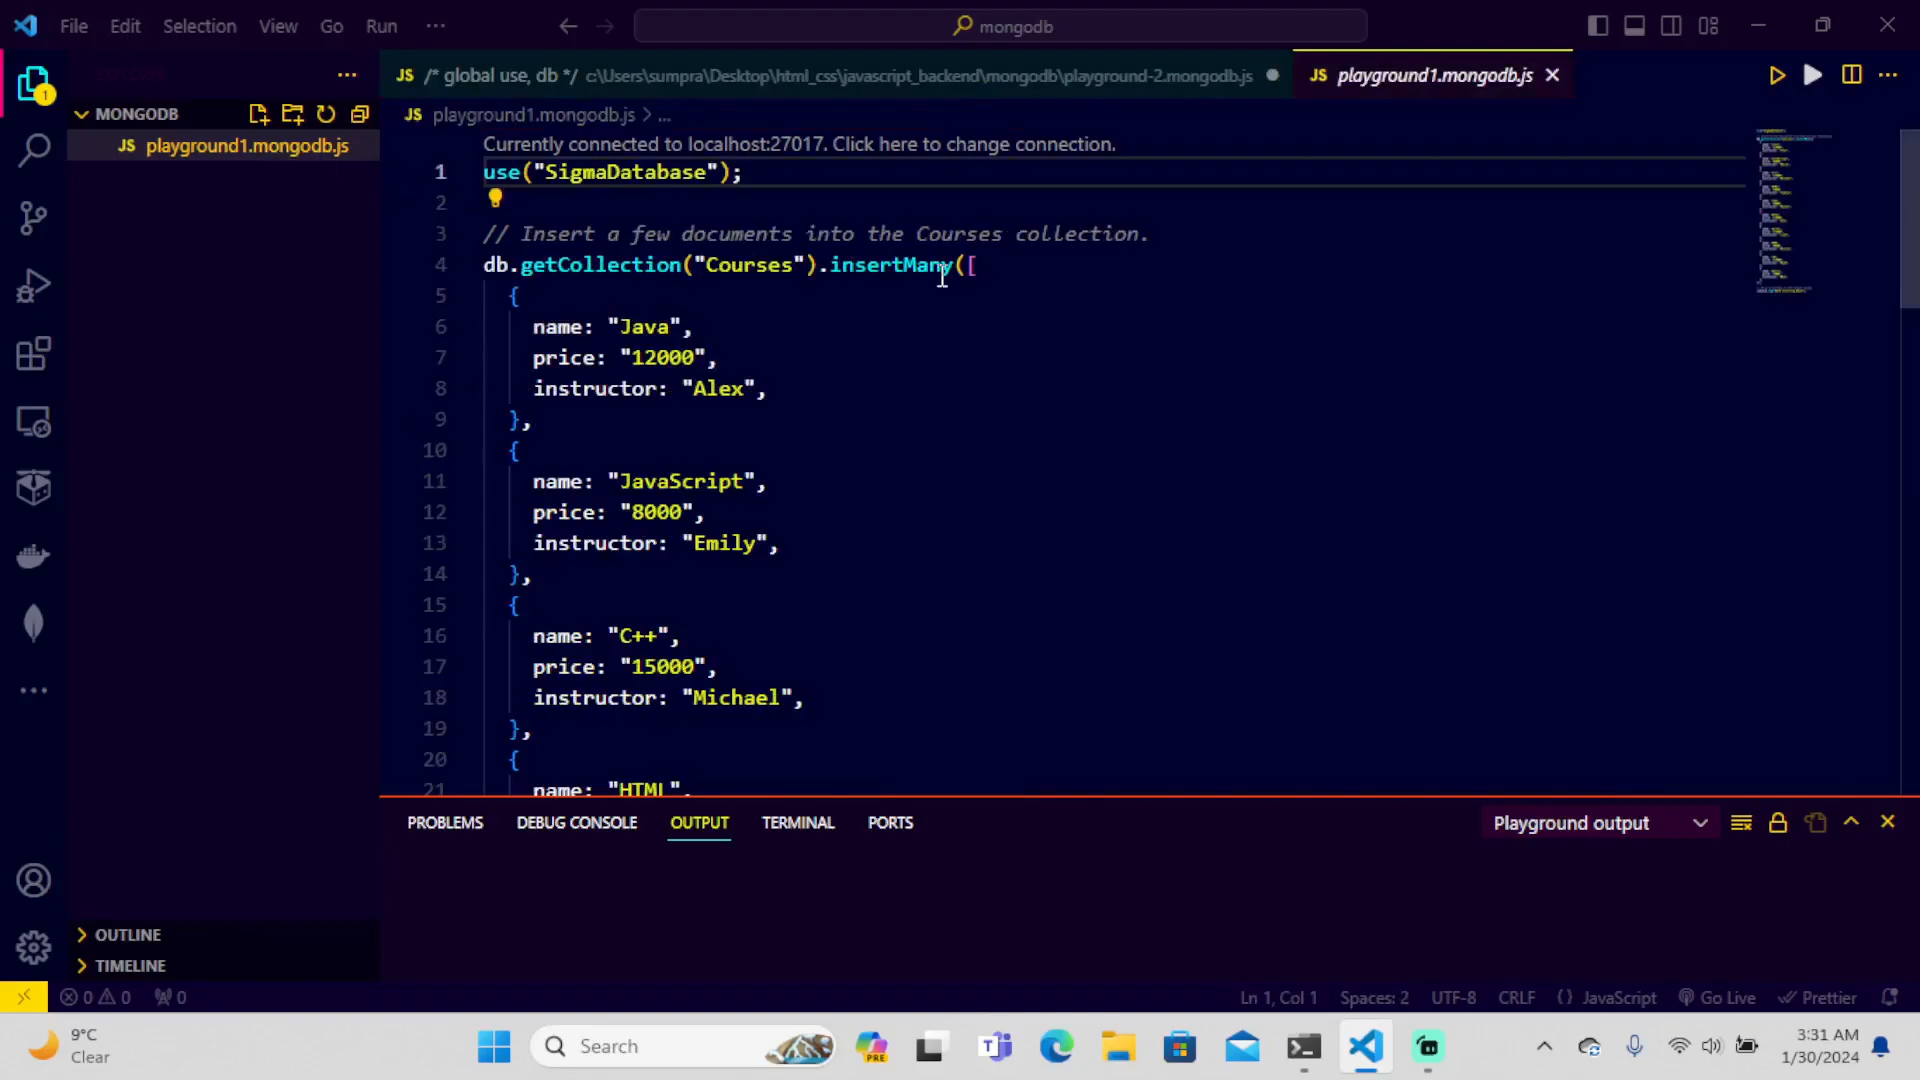 File Edit Selection View Go Run ...
mongodb
MONGODB
JS playground1.mongodb.js
JS /* global use, db */ c:\Users\sumpra\Desktop\html_css\javascript_backend\mongodb\playground-2.mongodb.js
JS playground1.mongodb.js
JS playground1.mongodb.js > ...
Currently connected to localhost:27017. Click here to change connection.
1 use("SigmaDatabase");
2
3 // Insert a few documents into the Courses collection.
4 db.getCollection("Courses").insertMany([
5 {
6 name: "Java",
7 price: "12000",
8 instructor: "Alex",
9 },
10 {
11 name: "JavaScript",
12 price: "8000",
13 instructor: "Emily",
14 },
15 {
16 name: "C++",
17 price: "15000",
18 instructor: "Michael",
19 },
20 {
21 name: "HTML",
PROBLEMS DEBUG CONSOLE OUTPUT TERMINAL PORTS
Playground output
OUTLINE
TIMELINE
0 0 0
Ln 1, Col 1 Spaces: 2 UTF-8 CRLF {} JavaScript Go Live Prettier
1
9°C
Clear
Search
PRE
3:31 AM
1/30/2024